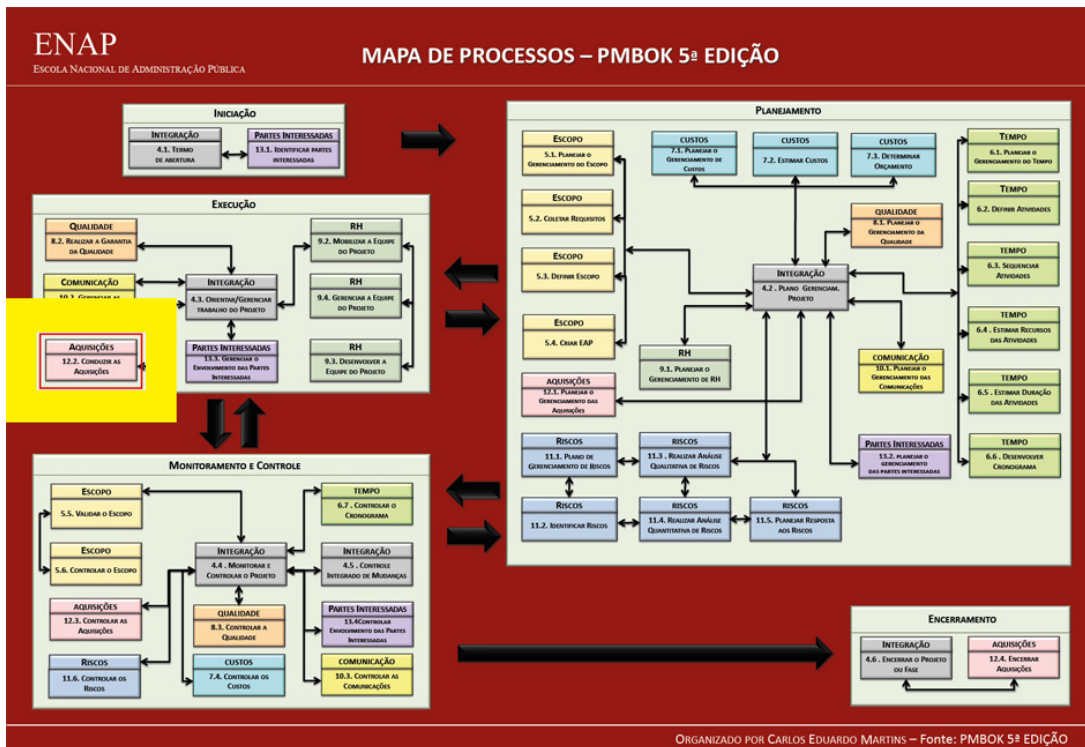 ENAP
ESCOLA NACIONAL DE ADMINISTRAÇÃO PÚBLICA
MAPA DE PROCESSOS – PMBOK 5ª EDIÇÃO
INICIAÇÃO
INTEGRAÇÃO
4.1. TERMO
DE ABERTURA
PARTES INTERESSADAS
13.1. IDENTIFICAR PARTES
INTERESSADAS
EXECUÇÃO
QUALIDADE
8.2. REALIZAR A GARANTIA
DA QUALIDADE
COMUNICAÇÃO
10.2. GERENCIAR AS
AQUISIÇÕES
12.2. CONDUZIR AS
AQUISIÇÕES
INTEGRAÇÃO
4.3. ORIENTAR/GERENCIAR
TRABALHO DO PROJETO
PARTES INTERESSADAS
13.3. GERENCIAR O
ENVOLVIMENTO DAS PARTES
INTERESSADAS
RH
9.2. MOBILIZAR A EQUIPE
DO PROJETO
RH
9.4. GERENCIAR A EQUIPE
DO PROJETO
RH
9.3. DESENVOLVER A
EQUIPE DO PROJETO
PLANEJAMENTO
ESCOPO
5.1. PLANEJAR O
GERENCIAMENTO DO ESCOPO
ESCOPO
5.2. COLETAR REQUISITOS
ESCOPO
5.3. DEFINIR ESCOPO
ESCOPO
5.4. CRIAR EAP
CUSTOS
7.1. PLANEJAR O
GERENCIAMENTO DE
CUSTOS
CUSTOS
7.2. ESTIMAR CUSTOS
CUSTOS
7.3. DETERMINAR
ORÇAMENTO
QUALIDADE
8.1. PLANEJAR O
GERENCIAMENTO DA
QUALIDADE
INTEGRAÇÃO
4.2 . PLANO GERENCIAM.
PROJETO
RH
9.1. PLANEJAR O
GERENCIAMENTO DE RH
COMUNICAÇÃO
10.1. PLANEJAR O
GERENCIAMENTO DAS
COMUNICAÇÕES
AQUISIÇÕES
12.1. PLANEJAR O
GERENCIAMENTO DAS
AQUISIÇÕES
TEMPO
6.1. PLANEJAR O
GERENCIAMENTO DO TEMPO
TEMPO
6.2. DEFINIR ATIVIDADES
TEMPO
6.3. SEQUENCIAR
ATIVIDADES
TEMPO
6.4 . ESTIMAR RECURSOS
DAS ATIVIDADES
TEMPO
6.5 . ESTIMAR DURAÇÃO
DAS ATIVIDADES
TEMPO
6.6 . DESENVOLVER
CRONOGRAMA
RISCOS
11.1. PLANO DE
GERENCIAMENTO DE RISCOS
RISCOS
11.3 . REALIZAR ANÁLISE
QUALITATIVA DE RISCOS
PARTES INTERESSADAS
13.2. PLANEJAR O
GERENCIAMENTO
DAS PARTES INTERESSADAS
RISCOS
11.2. IDENTIFICAR RISCOS
RISCOS
11.4. REALIZAR ANÁLISE
QUANTITATIVA DE RISCOS
RISCOS
11.5. PLANEJAR RESPOSTA
AOS RISCOS
MONITORAMENTO E CONTROLE
ESCOPO
5.5. VALIDAR O ESCOPO
ESCOPO
5.6. CONTROLAR O ESCOPO
AQUISIÇÕES
12.3. CONTROLAR AS
AQUISIÇÕES
RISCOS
11.6. CONTROLAR OS
RISCOS
INTEGRAÇÃO
4.4 . MONITORAR E
CONTROLAR O PROJETO
QUALIDADE
8.3. CONTROLAR A
QUALIDADE
CUSTOS
7.4. CONTROLAR OS
CUSTOS
TEMPO
6.7 . CONTROLAR O
CRONOGRAMA
INTEGRAÇÃO
4.5 . CONTROLE
INTEGRADO DE MUDANÇAS
PARTES INTERESSADAS
13.4CONTROLAR
ENVOLVIMENTO DAS PARTES
INTERESSADAS
COMUNICAÇÃO
10.3. CONTROLAR AS
COMUNICAÇÕES
ENCERRAMENTO
INTEGRAÇÃO
4.6 . ENCERRAR O PROJETO
OU FASE
AQUISIÇÕES
12.4. ENCERRAR
AQUISIÇÕES
ORGANIZADO POR CARLOS EDUARDO MARTINS – FONTE: PMBOK 5ª EDIÇÃO